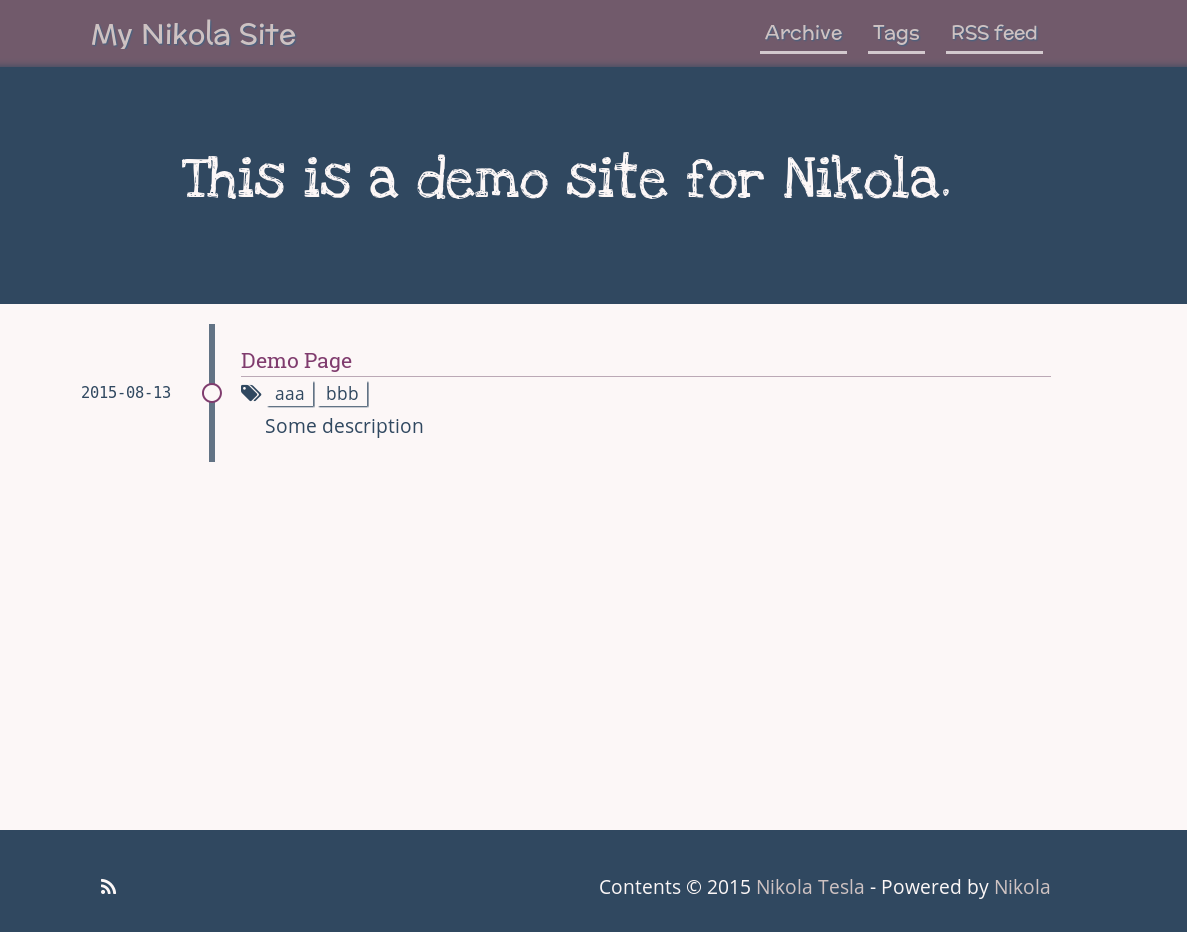 My Nikola Site
Archive Tags RSS feed
This is a demo site for Nikola.
Demo Page
2015-08-13
aaa bbb
Some description
Contents © 2015 Nikola Tesla - Powered by Nikola